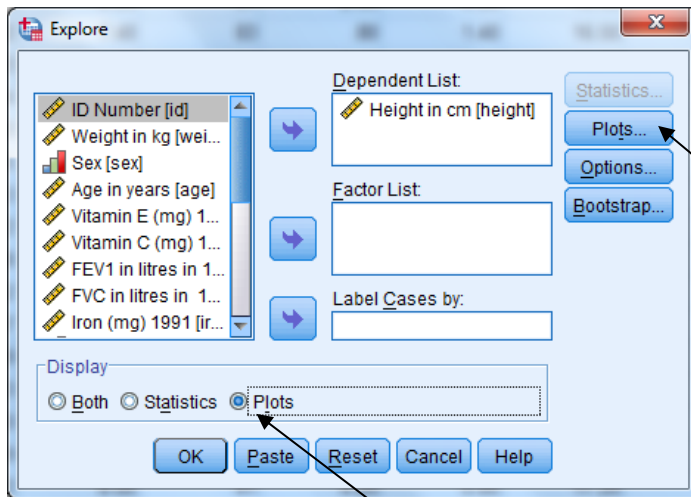 Explore
ID Number [id]
Weight in kg [wei...
Sex [sex]
Age in years [age]
Vitamin E (mg) 1...
Vitamin C (mg) 1...
FEV1 in litres in 1...
FVC in litres in 1...
Iron (mg) 1991 [ir...
Dependent List:
Height in cm [height]
Factor List:
Label Cases by:
Statistics...
Plots...
Options...
Bootstrap...
Display
Both Statistics Plots
OK Paste Reset Cancel Help